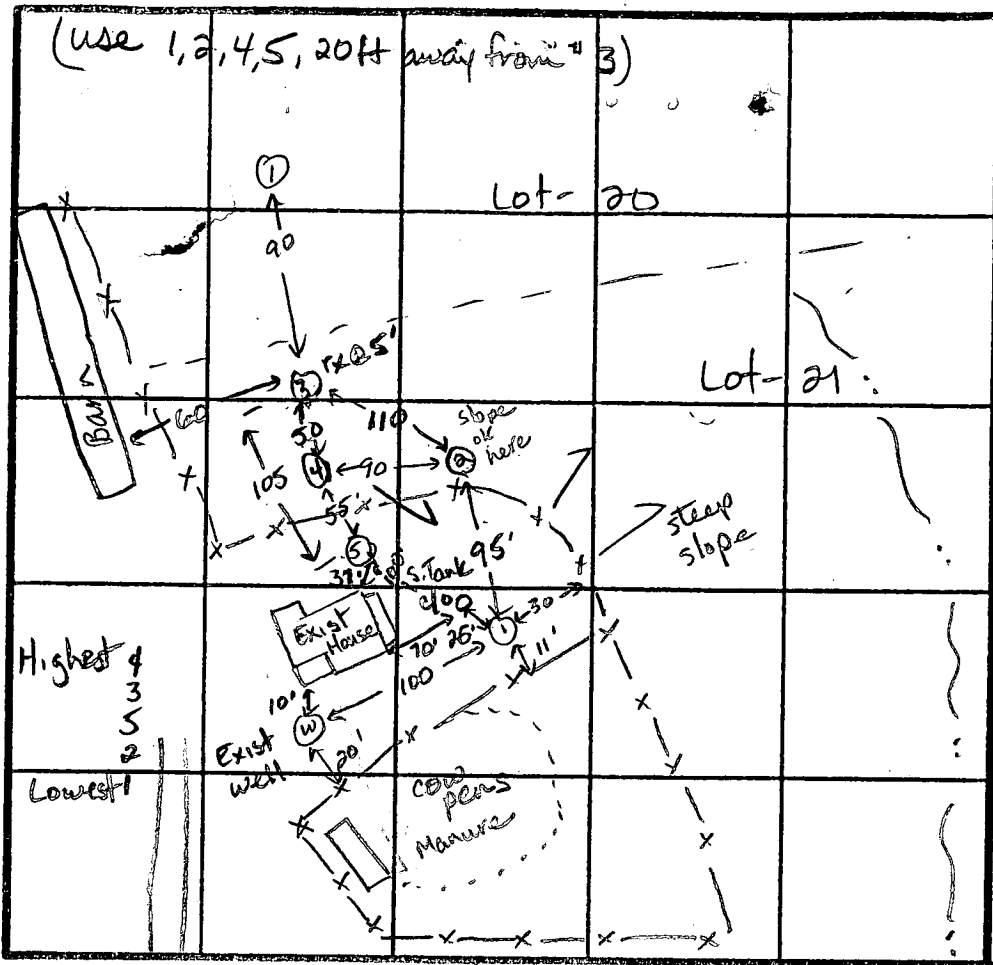 (use 1,2,4,5, 20ft away from # 3)
1
Lot- 20
90
3
rx@5'
Lot- 21
Barn
60
50
110
slope
ok
here
105
4
90
2
55'
steep
slope
5
37'
S.Tank
95'
Exist
House
30
1
70'
25'
11'
100
Highest 4
3
5
2
Lowest 1
10'
W
Exist
well
20'
cow
pens
Manure